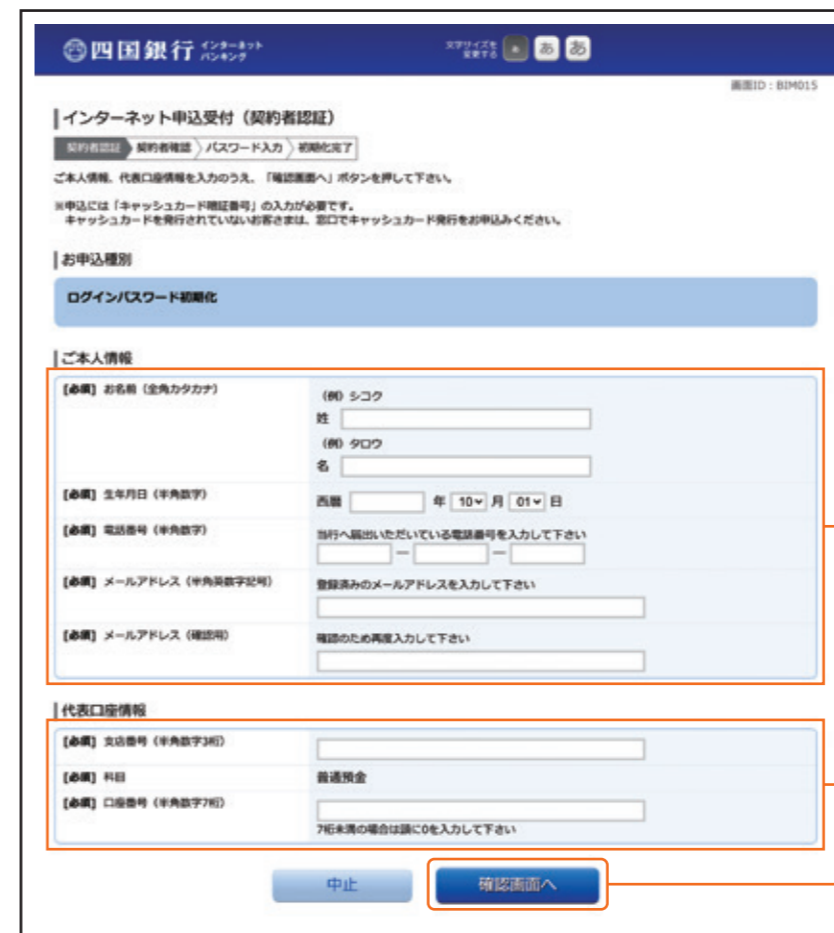 四国銀行 インターネット
バンキング
文字サイズを
変更する あ あ あ
画面ID:BIM015
インターネット申込受付(契約者認証)
契約者認証 契約者確認 パスワード入力 初期化完了
ご本人情報、代表口座情報を入力のうえ、「確認画面へ」ボタンを押して下さい。
※申込には「キャッシュカード暗証番号」の入力が必要です。
キャッシュカードを発行されていないお客さまは、窓口でキャッシュカード発行をお申込みください。
お申込種別
ログインパスワード初期化
ご本人情報
【必須】お名前(全角カタカナ)
(例)シコク
姓
(例)タロウ
名
【必須】生年月日(半角数字)
西暦 年 10 月 01 日
【必須】電話番号(半角数字)
当行へ届出いただいている電話番号を入力して下さい
ー ー
【必須】メールアドレス(半角英数字記号)
登録済みのメールアドレスを入力して下さい
【必須】メールアドレス(確認用)
確認のため再度入力して下さい
代表口座情報
【必須】支店番号(半角数字3桁)
【必須】科目
普通預金
【必須】口座番号(半角数字7桁)
7桁未満の場合は頭に0を入力して下さい
中止
確認画面へ